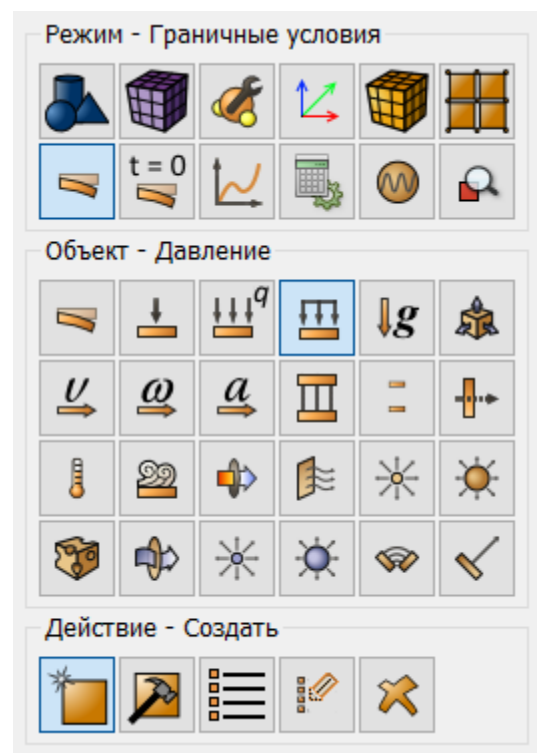 Режим - Граничные условия
t = 0
Объект - Давление
q
g
υ ω a
Действие - Создать